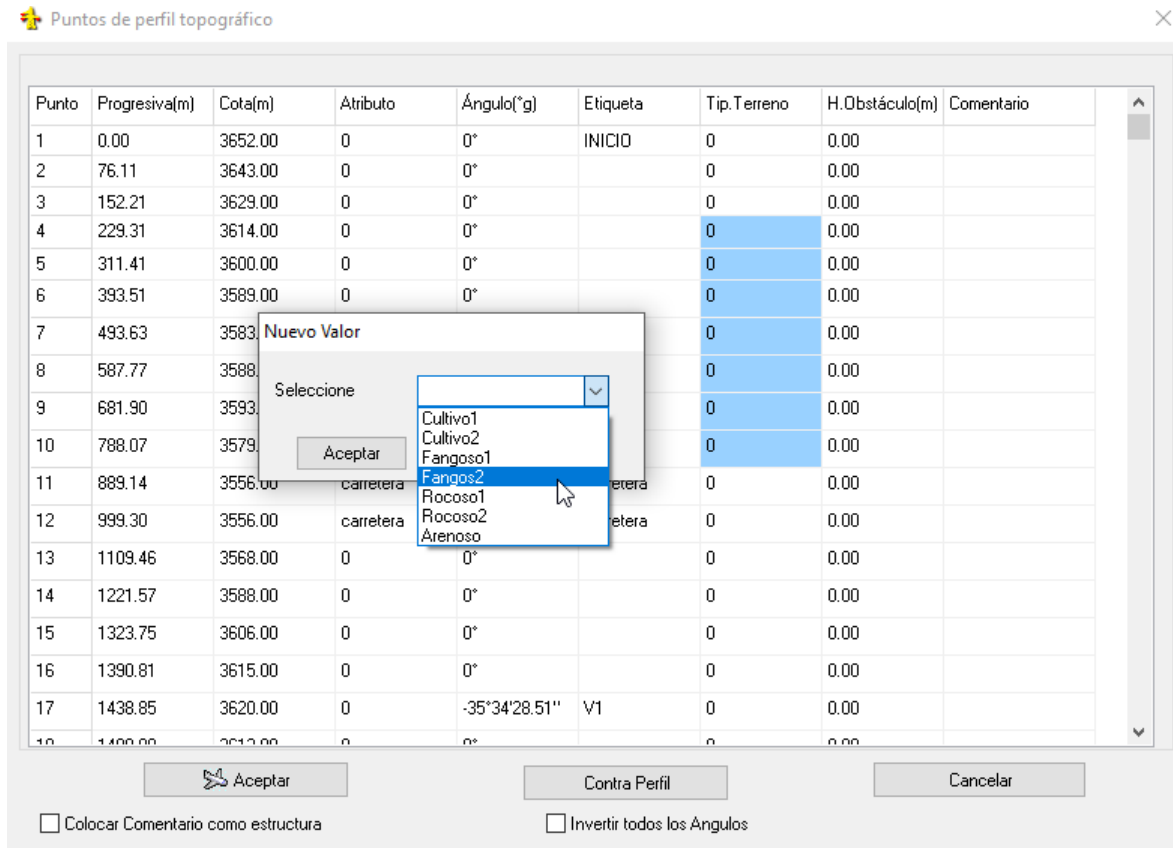 Puntos de perfil topográfico
Punto Progresiva(m) Cota(m) Atributo Ángulo(°g) Etiqueta Tip.Terreno H.Obstáculo(m) Comentario
1 0.00 3652.00 0 0° INICIO 0 0.00
2 76.11 3643.00 0 0° 0 0.00
3 152.21 3629.00 0 0° 0 0.00
4 229.31 3614.00 0 0° 0 0.00
5 311.41 3600.00 0 0° 0 0.00
6 393.51 3589.00 0 0° 0 0.00
7 493.63 3583. 0 0.00
Nuevo Valor
8 587.77 3588. 0 0.00
Seleccione
9 681.90 3593. 0 0.00
Cultivo1
Cultivo2
10 788.07 3579. 0 0.00
Aceptar
Fangoso1
Fangos2
11 889.14 3556.00 carretera etera 0 0.00
Rocoso1
Rocoso2
12 999.30 3556.00 carretera etera 0 0.00
Arenoso
13 1109.46 3568.00 0 0° 0 0.00
14 1221.57 3588.00 0 0° 0 0.00
15 1323.75 3606.00 0 0° 0 0.00
16 1390.81 3615.00 0 0° 0 0.00
17 1438.85 3620.00 0 -35°34'28.51'' V1 0 0.00
Aceptar Contra Perfil Cancelar
Colocar Comentario como estructura Invertir todos los Angulos